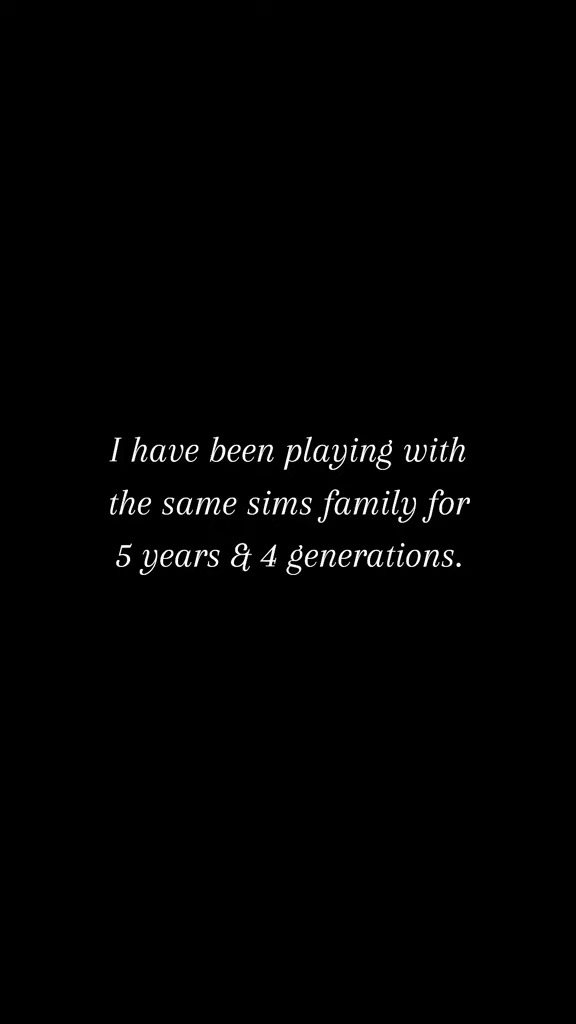 I have been playing with
the same sims family for
5 years & 4 generations.